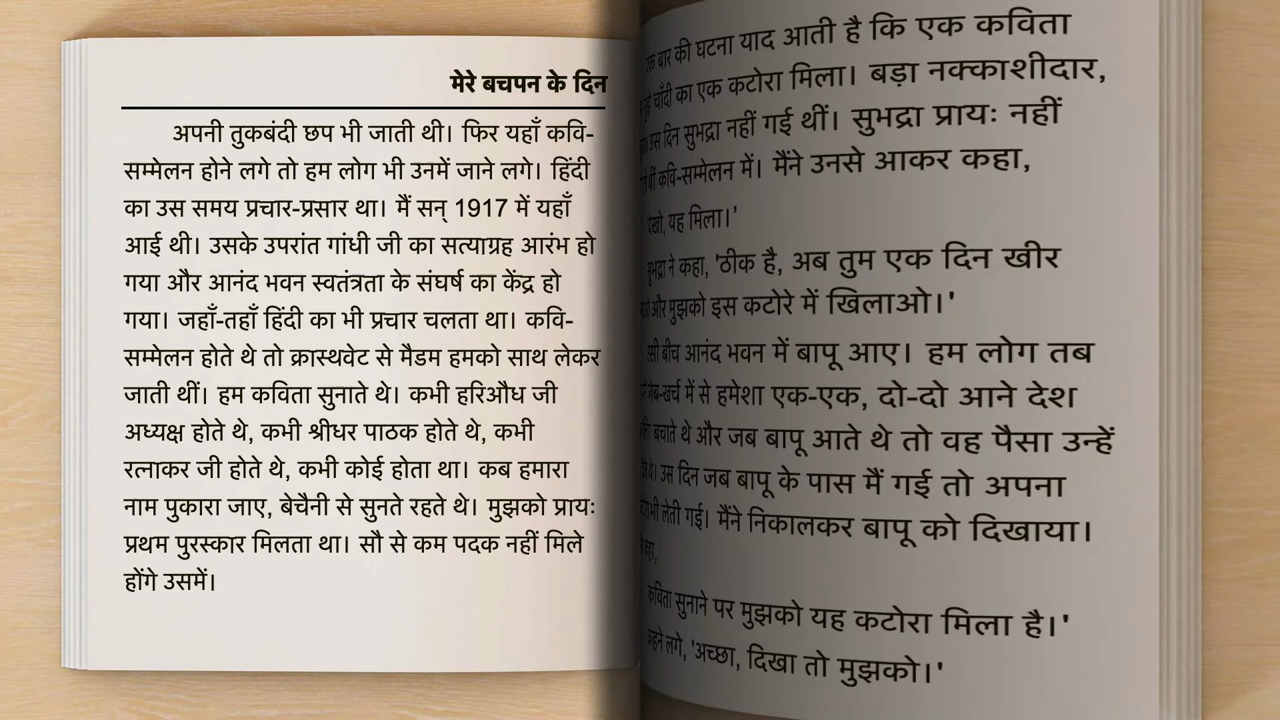 मेरे बचपन के दिन
अपनी तुकबंदी छप भी जाती थी। फिर यहाँ कवि-
सम्मेलन होने लगे तो हम लोग भी उनमें जाने लगे। हिंदी
का उस समय प्रचार-प्रसार था। मैं सन् 1917 में यहाँ
आई थी। उसके उपरांत गांधी जी का सत्याग्रह आरंभ हो
गया और आनंद भवन स्वतंत्रता के संघर्ष का केंद्र हो
गया। जहाँ-तहाँ हिंदी का भी प्रचार चलता था। कवि-
सम्मेलन होते थे तो क्रास्थवेट से मैडम हमको साथ लेकर
जाती थीं। हम कविता सुनाते थे। कभी हरिऔध जी
अध्यक्ष होते थे, कभी श्रीधर पाठक होते थे, कभी
रत्नाकर जी होते थे, कभी कोई होता था। कब हमारा
नाम पुकारा जाए, बेचैनी से सुनते रहते थे। मुझको प्रायः
प्रथम पुरस्कार मिलता था। सौ से कम पदक नहीं मिले
होंगे उसमें।
बार की घटना याद आती है कि एक कविता
चाँदी का एक कटोरा मिला। बड़ा नक्काशीदार,
उस दिन सुभद्रा नहीं गई थीं। सुभद्रा प्रायः नहीं
थीं कवि-सम्मेलन में। मैंने उनसे आकर कहा,
देखो, यह मिला।'
सुभद्रा ने कहा, 'ठीक है, अब तुम एक दिन खीर
और मुझको इस कटोरे में खिलाओ।'
उसी बीच आनंद भवन में बापू आए। हम लोग तब
जेब-खर्च में से हमेशा एक-एक, दो-दो आने देश
बचाते थे और जब बापू आते थे तो वह पैसा उन्हें
उस दिन जब बापू के पास मैं गई तो अपना
भी लेती गई। मैंने निकालकर बापू को दिखाया।
कविता सुनाने पर मुझको यह कटोरा मिला है।'
कहने लगे, 'अच्छा, दिखा तो मुझको।'